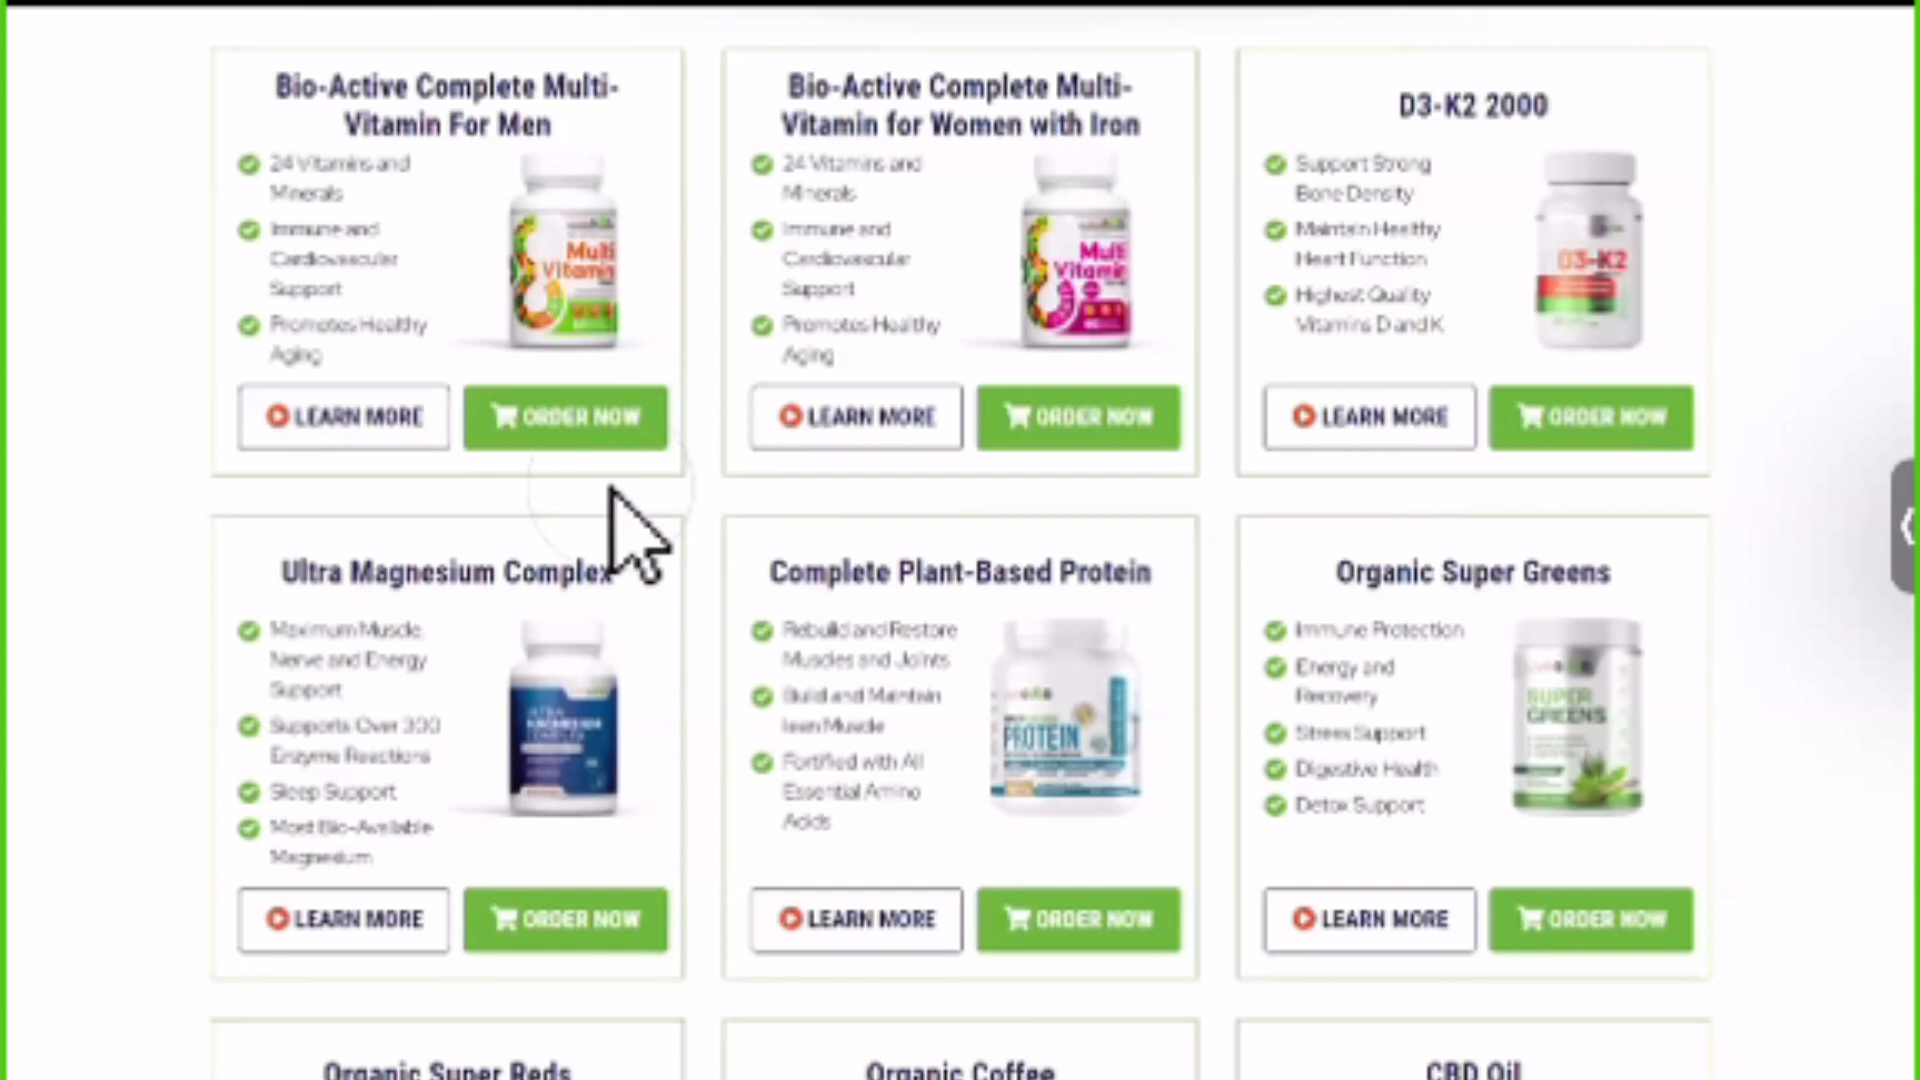 Bio-Active Complete Multi-
Vitamin For Men
24 Vitamins and
Minerals
Immune and
Cardiovascular
Support
Promotes Healthy
Aging
Multi
Vitamin
LEARN MORE
ORDER NOW
Bio-Active Complete Multi-
Vitamin for Women with Iron
24 Vitamins and
Minerals
Immune and
Cardiovascular
Support
Promotes Healthy
Aging
Multi
Vitamin
LEARN MORE
ORDER NOW
D3-K2 2000
Support Strong
Bone Density
Maintain Healthy
Heart Function
Highest Quality
Vitamins D and K
D3-K2
LEARN MORE
ORDER NOW
Ultra Magnesium Complex
Maximum Muscle,
Nerve and Energy
Support
Supports Over 300
Enzyme Reactions
Sleep Support
Most Bio-Available
Magnesium
ULTRA
MAGNESIUM
COMPLEX
LEARN MORE
ORDER NOW
Complete Plant-Based Protein
Rebuild and Restore
Muscles and Joints
Build and Maintain
lean Muscle
Fortified with All
Essential Amino
Acids
PROTEIN
LEARN MORE
ORDER NOW
Organic Super Greens
Immune Protection
Energy and
Recovery
Stress Support
Digestive Health
Detox Support
SUPER
GREENS
LEARN MORE
ORDER NOW
Organic Super Reds
Organic Coffee
CBD Oil